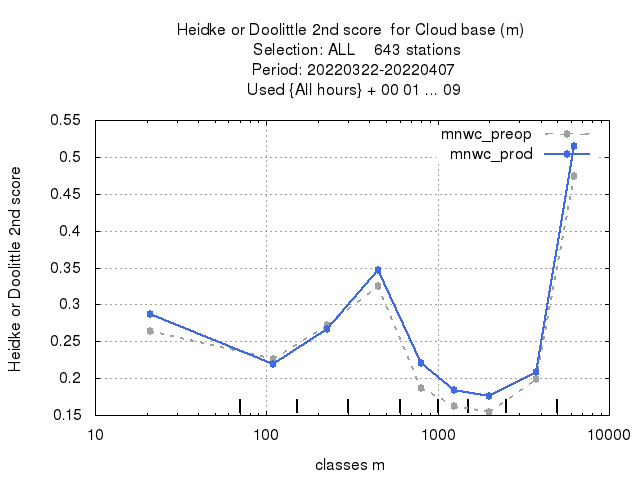 Heidke or Doolittle 2nd score  for Cloud base (m)
Selection: ALL    643 stations
Period: 20220322-20220407
Used {All hours} + 00 01 ... 09
mnwc_preop
mnwc_prod
Heidke or Doolittle 2nd score
0.55
0.5
0.45
0.4
0.35
0.3
0.25
0.2
0.15
10 100 1000 10000
classes m